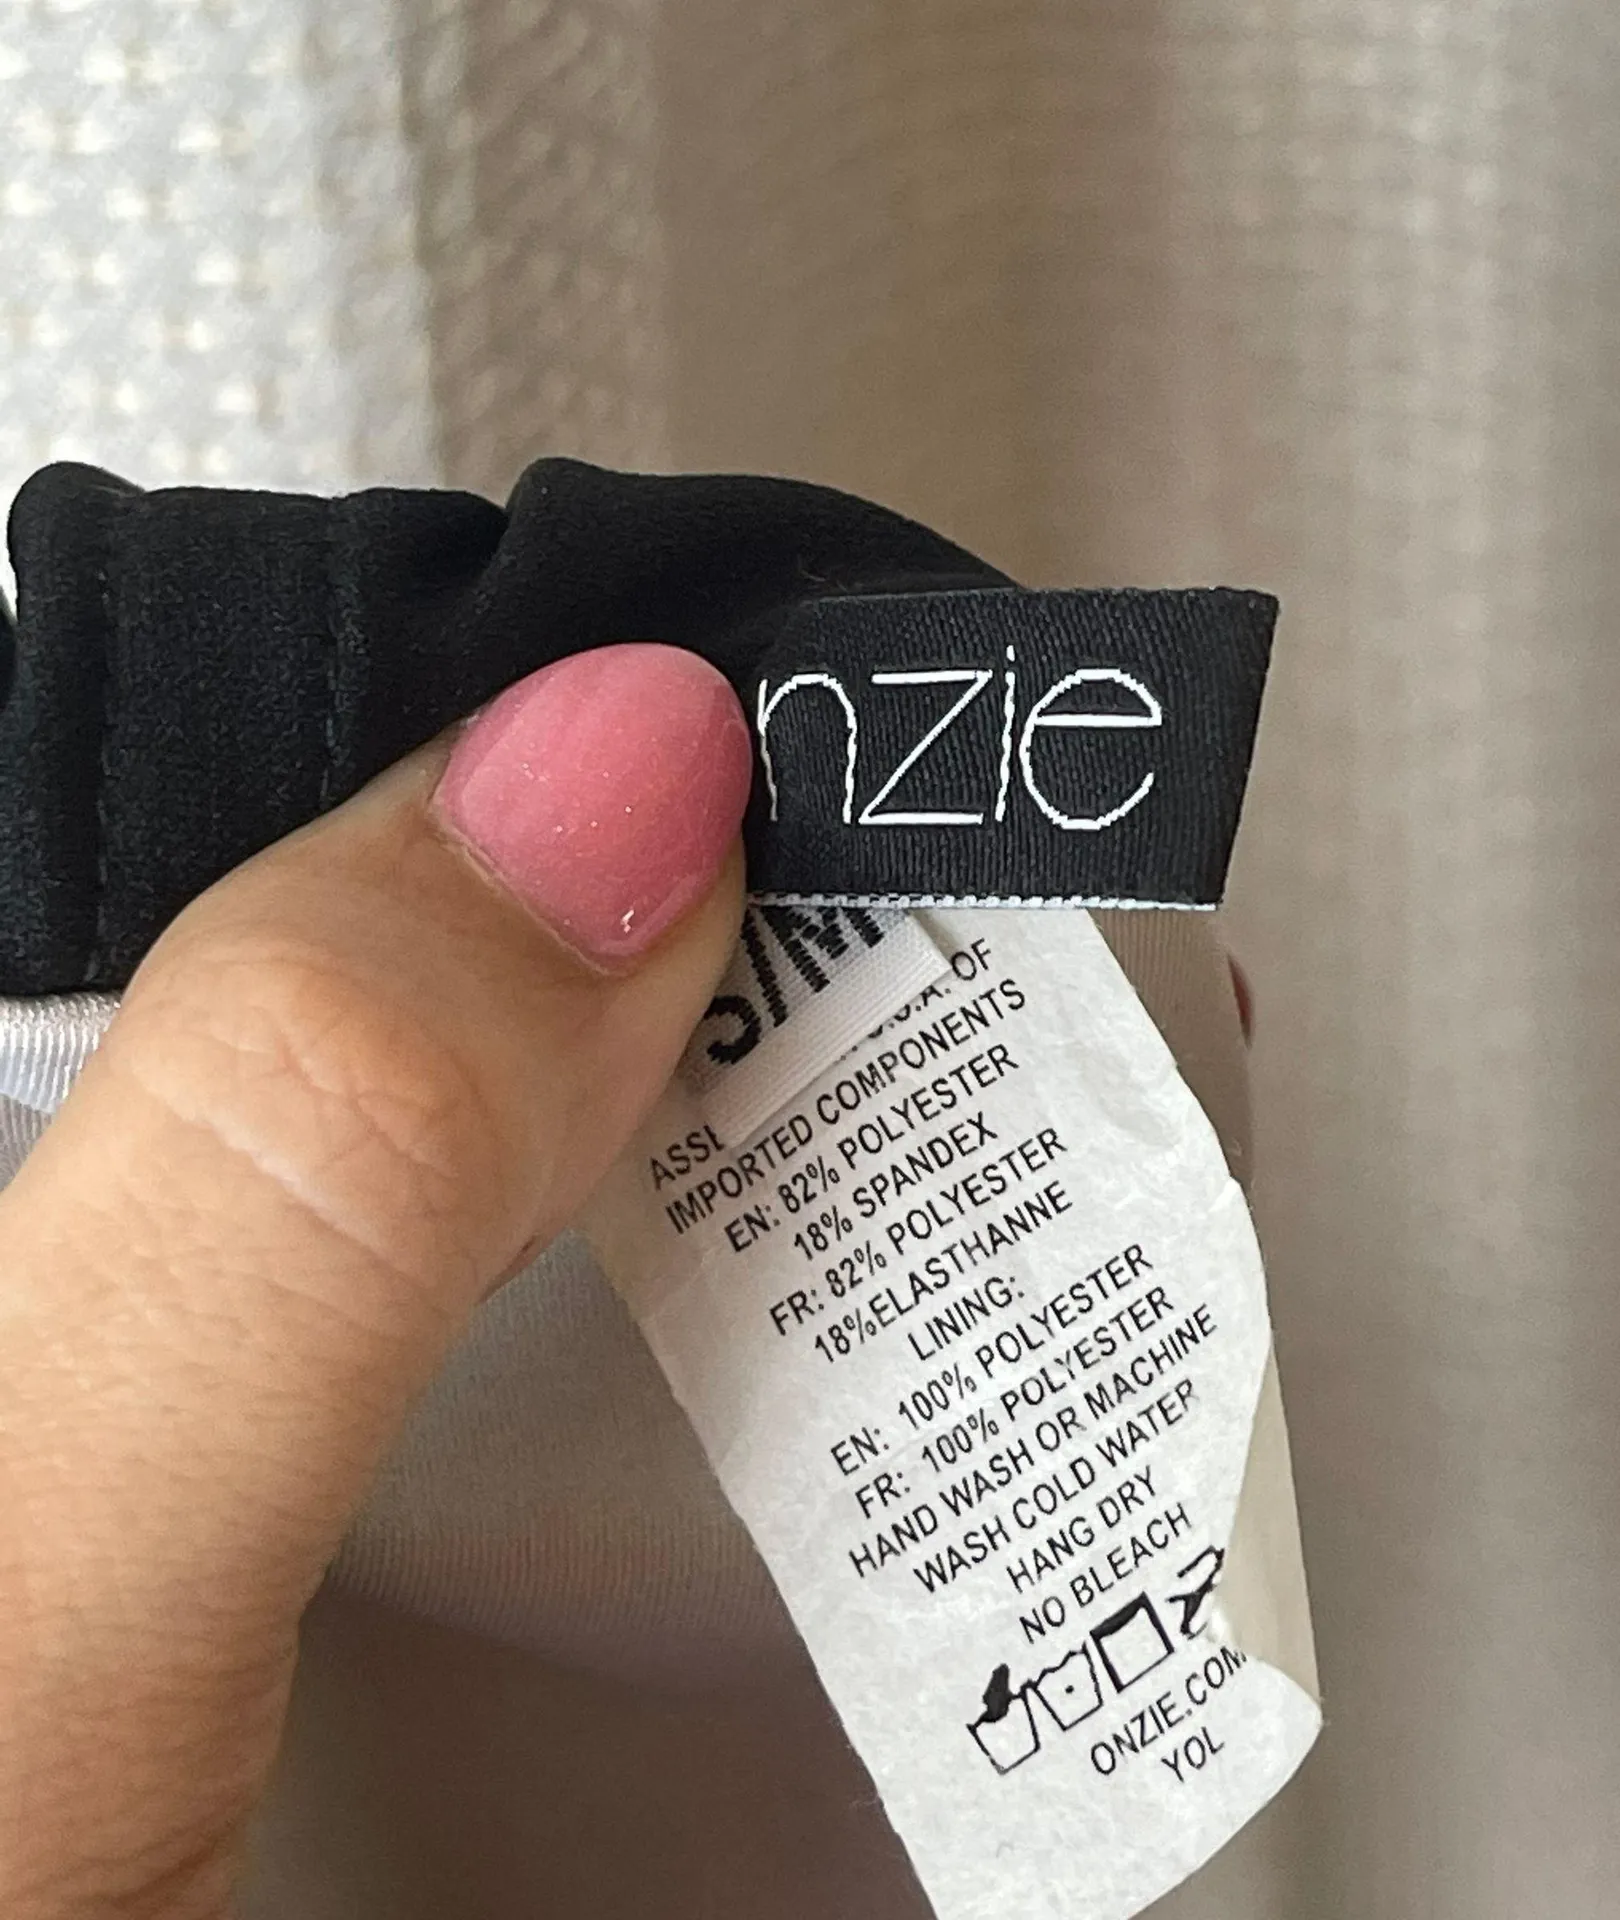 nzie
S/M
OF
IMPORTED COMPONENTS
EN: 82% POLYESTER
18% SPANDEX
FR: 82% POLYESTER
18%ELASTHANNE
LINING:
EN: 100% POLYESTER
FR: 100% POLYESTER
HAND WASH OR MACHINE
WASH COLD WATER
HANG DRY
NO BLEACH
ONZIE.COM
YOL